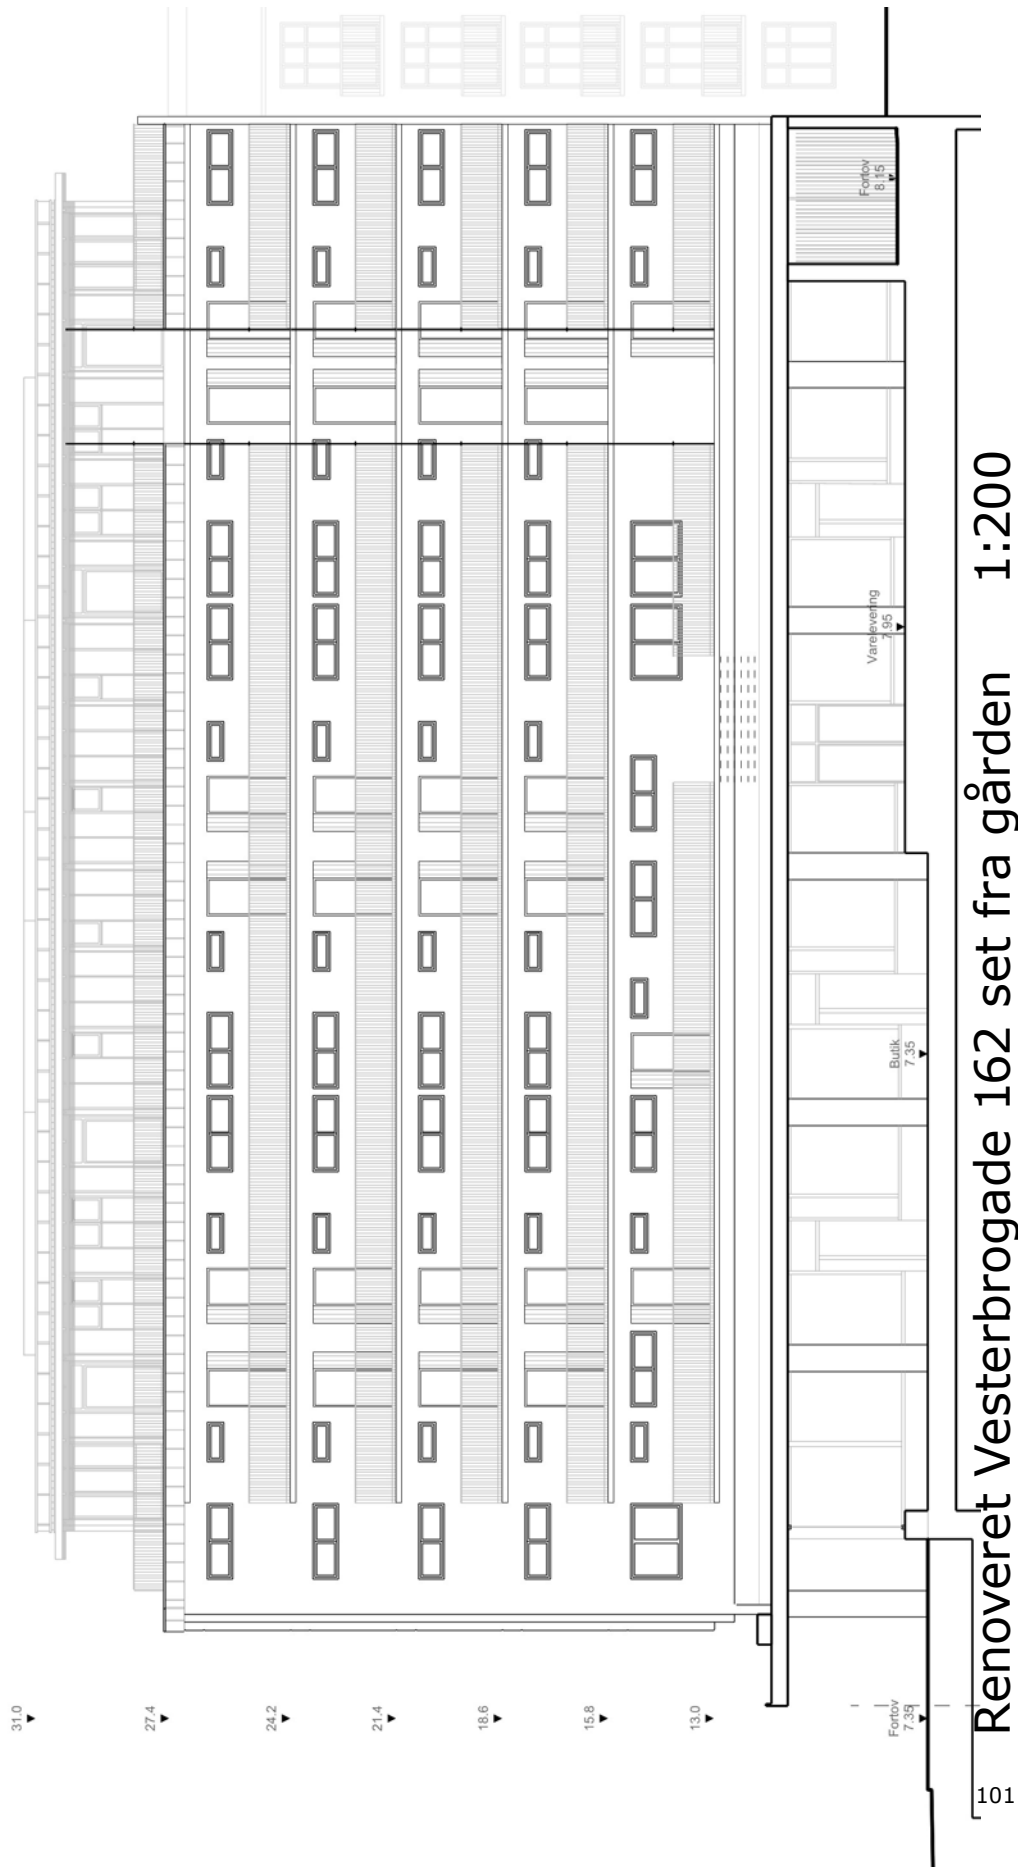 31.0
27.4
24.2
21.4
18.6
15.8
13.0
Fortov
7.35
Butik
7.35
Varelevering
7.95
Fortov
8.15
Renoveret Vesterbrogade 162 set fra gården 1:200
101